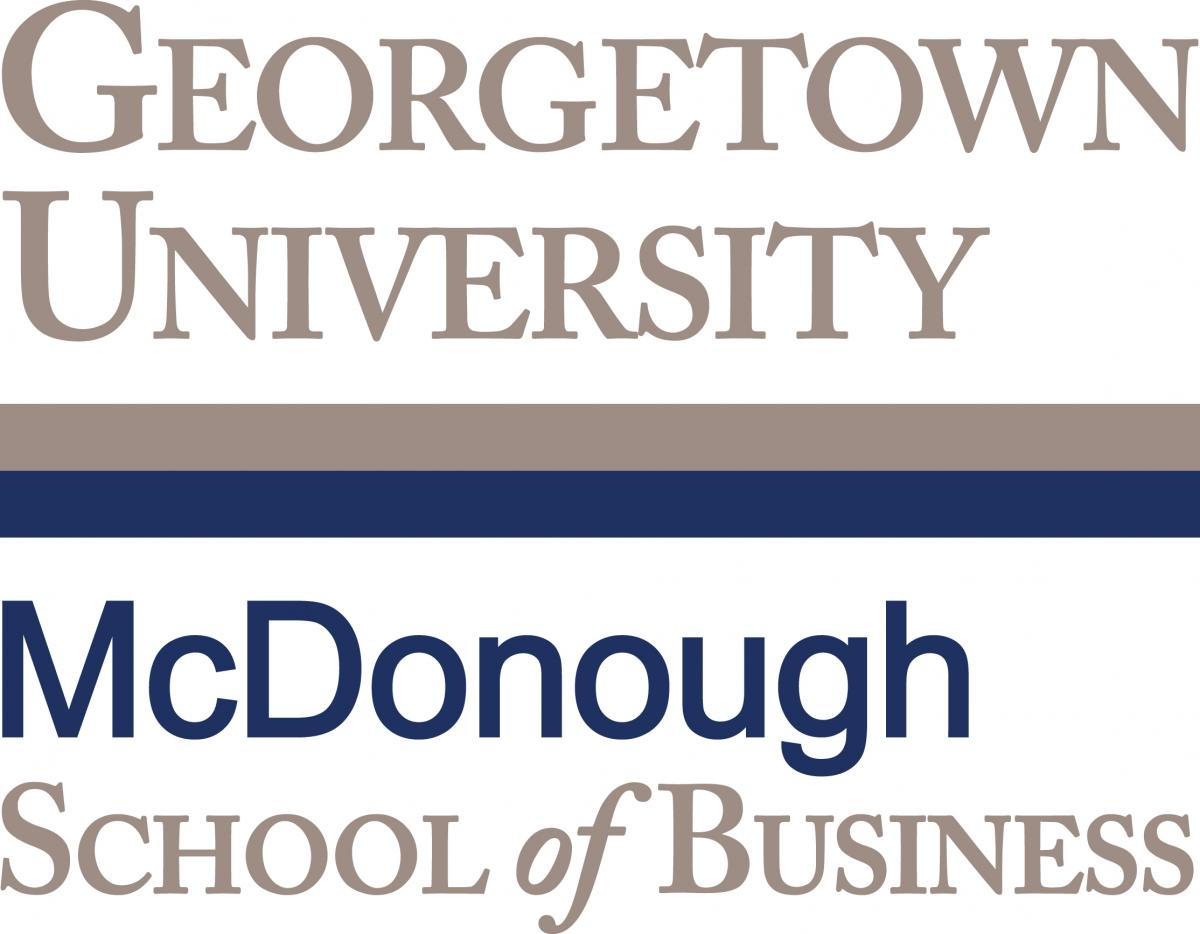 GEORGETOWN
UNIVERSITY
McDonough
SCHOOL of BUSINESS